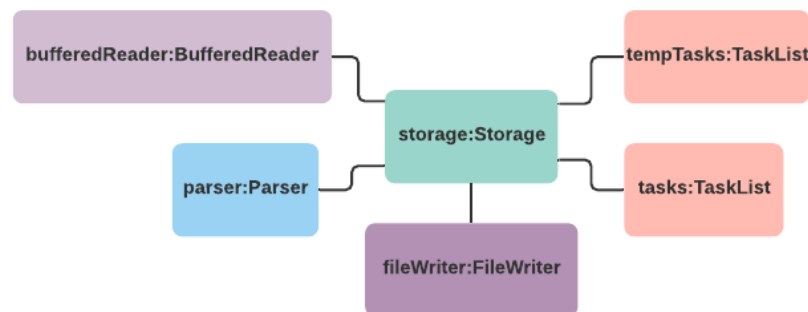 bufferedReader:BufferedReader
tempTasks:TaskList
storage:Storage
parser:Parser
tasks:TaskList
fileWriter:FileWriter